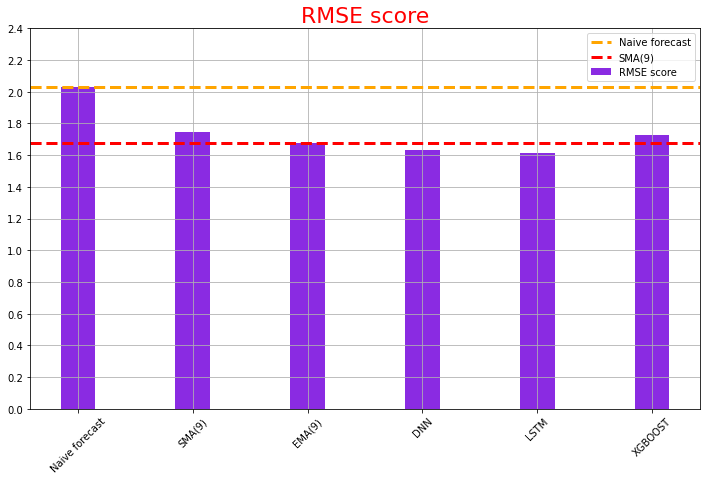 RMSE score
2.4
2.2
2.0
1.8
1.6
1.4
1.2
1.0
0.8
0.6
0.4
0.2
0.0
Naive forecast
SMA(9)
RMSE score
Naive forecast
SMA(9)
EMA(9)
DNN
LSTM
XGBOOST